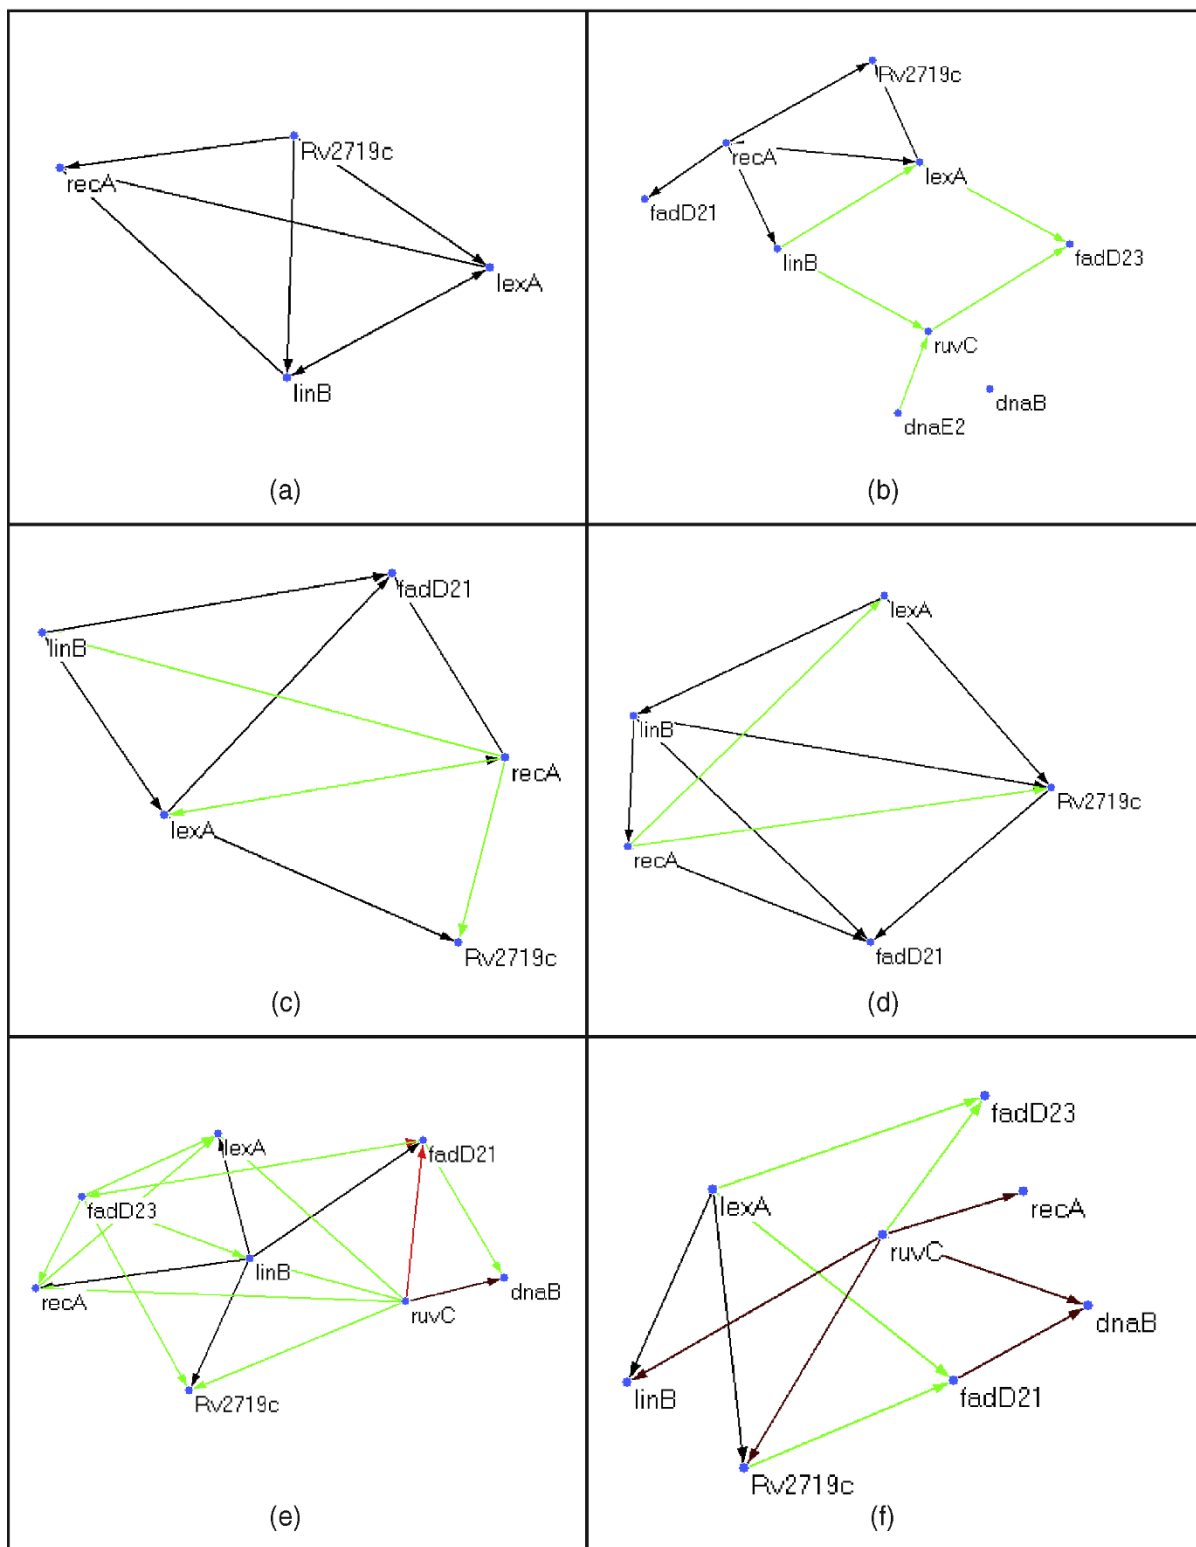 Rv2719c
recA
lexA
linB
(a)
Rv2719c
recA
lexA
fadD21
linB
fadD23
ruvC
dnaB
dnaE2
(b)
fadD21
linB
recA
lexA
Rv2719c
(c)
lexA
linB
Rv2719c
recA
fadD21
(d)
lexA
fadD21
fadD23
linB
dnaB
recA
ruvC
Rv2719c
(e)
fadD23
lexA
recA
ruvC
dnaB
linB
fadD21
Rv2719c
(f)